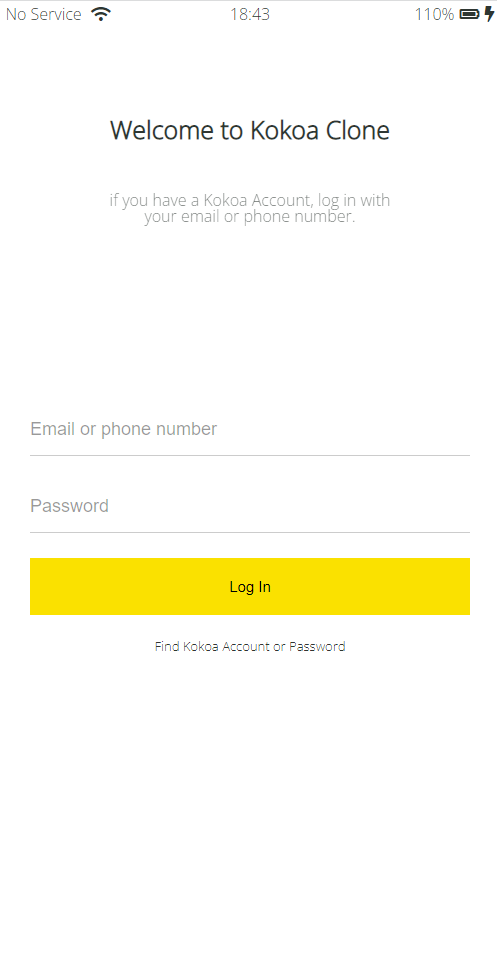 No Service 18:43 110%
Welcome to Kokoa Clone
if you have a Kokoa Account, log in with
your email or phone number.
Email or phone number
Password
Log In
Find Kokoa Account or Password